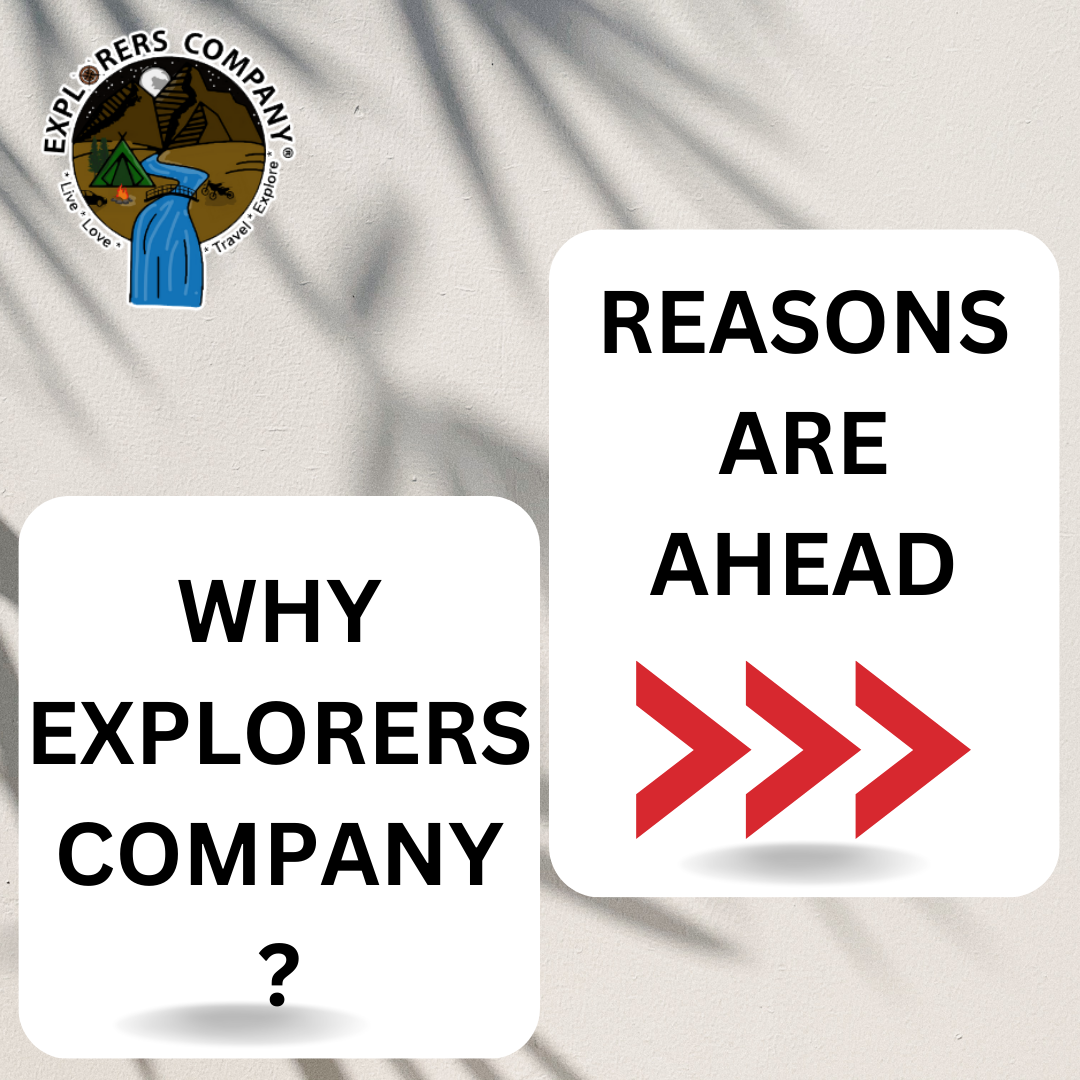 EXPLORERS COMPANY®
* Live * Love *
* Travel * Explore *
REASONS
ARE
AHEAD
WHY
EXPLORERS
COMPANY
?